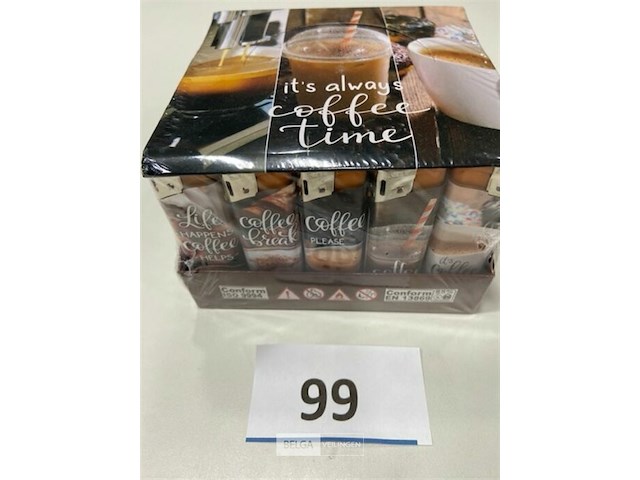 it's always
coffee
time
Life
HAPPENS
Coffee
HELPS
Coffee
break
Coffee
PLEASE
Conform
ISO 9994
Conform
EN 13869
99
BELGA VEILINGEN